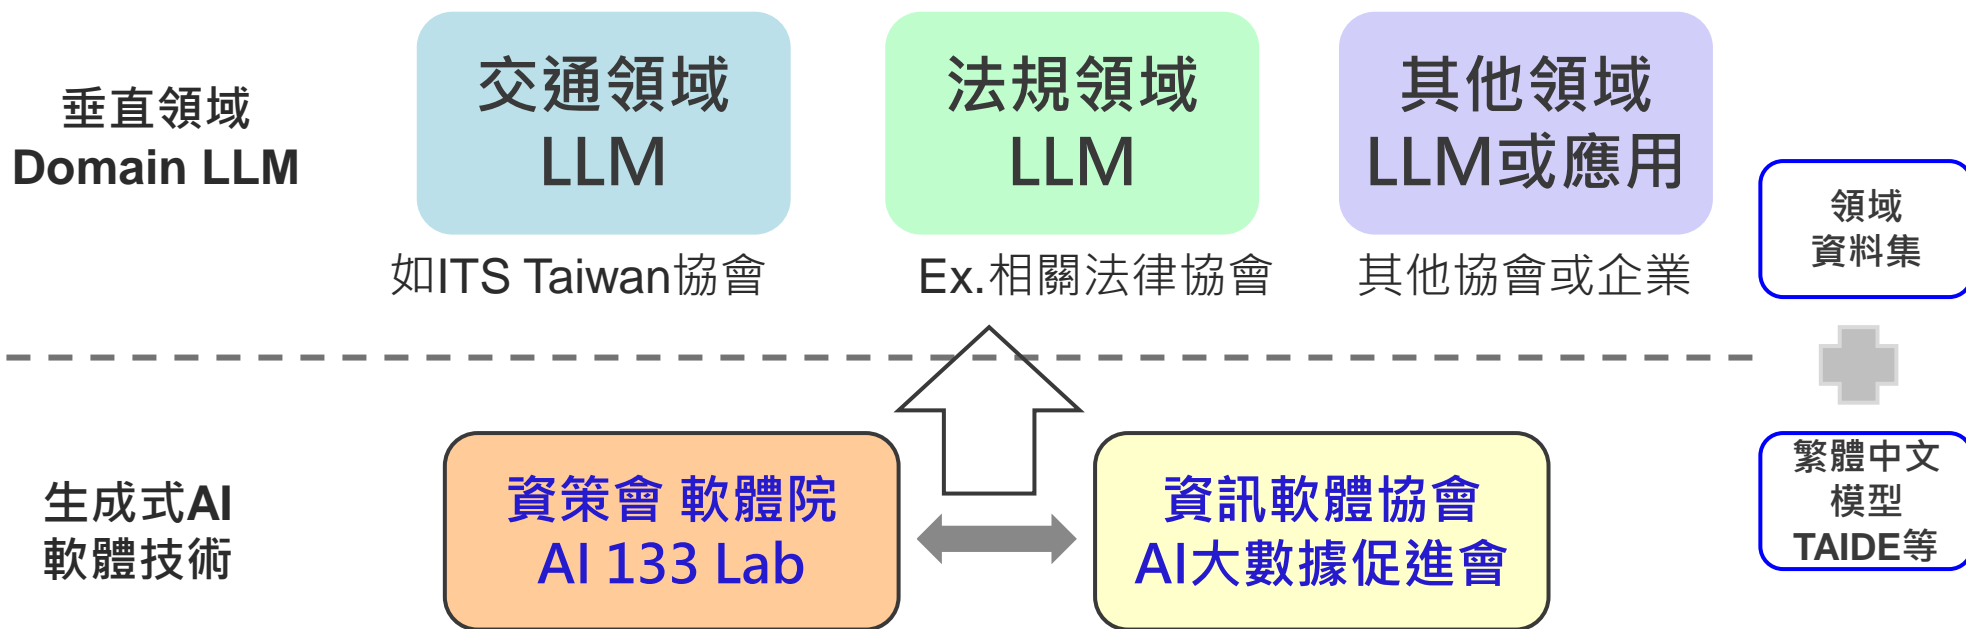 垂直領域
Domain LLM
交通領域
LLM
如ITS Taiwan協會
法規領域
LLM
Ex.相關法律協會
其他領域
LLM或應用
其他協會或企業
領域
資料集
生成式AI
軟體技術
資策會 軟體院
AI 133 Lab
資訊軟體協會
AI大數據促進會
繁體中文
模型
TAIDE等